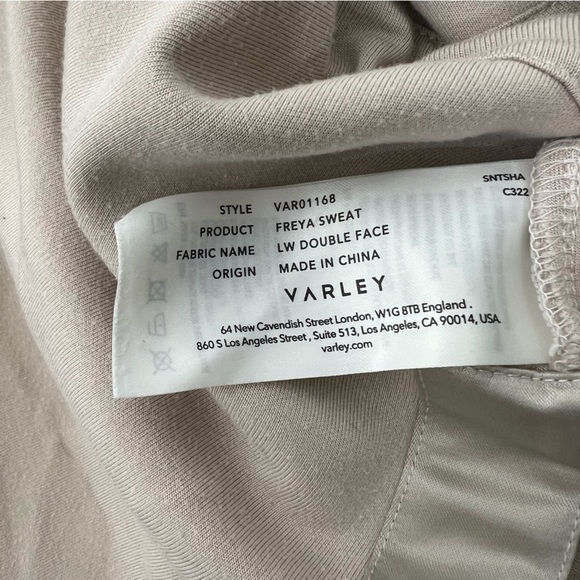 SNTSHA
C322
STYLE VAR01168
PRODUCT FREYA SWEAT
FABRIC NAME LW DOUBLE FACE
ORIGIN MADE IN CHINA
VARLEY
64 New Cavendish Street London, W1G 8TB England .
860 S Los Angeles Street , Suite 513, Los Angeles, CA 90014, USA
varley.com